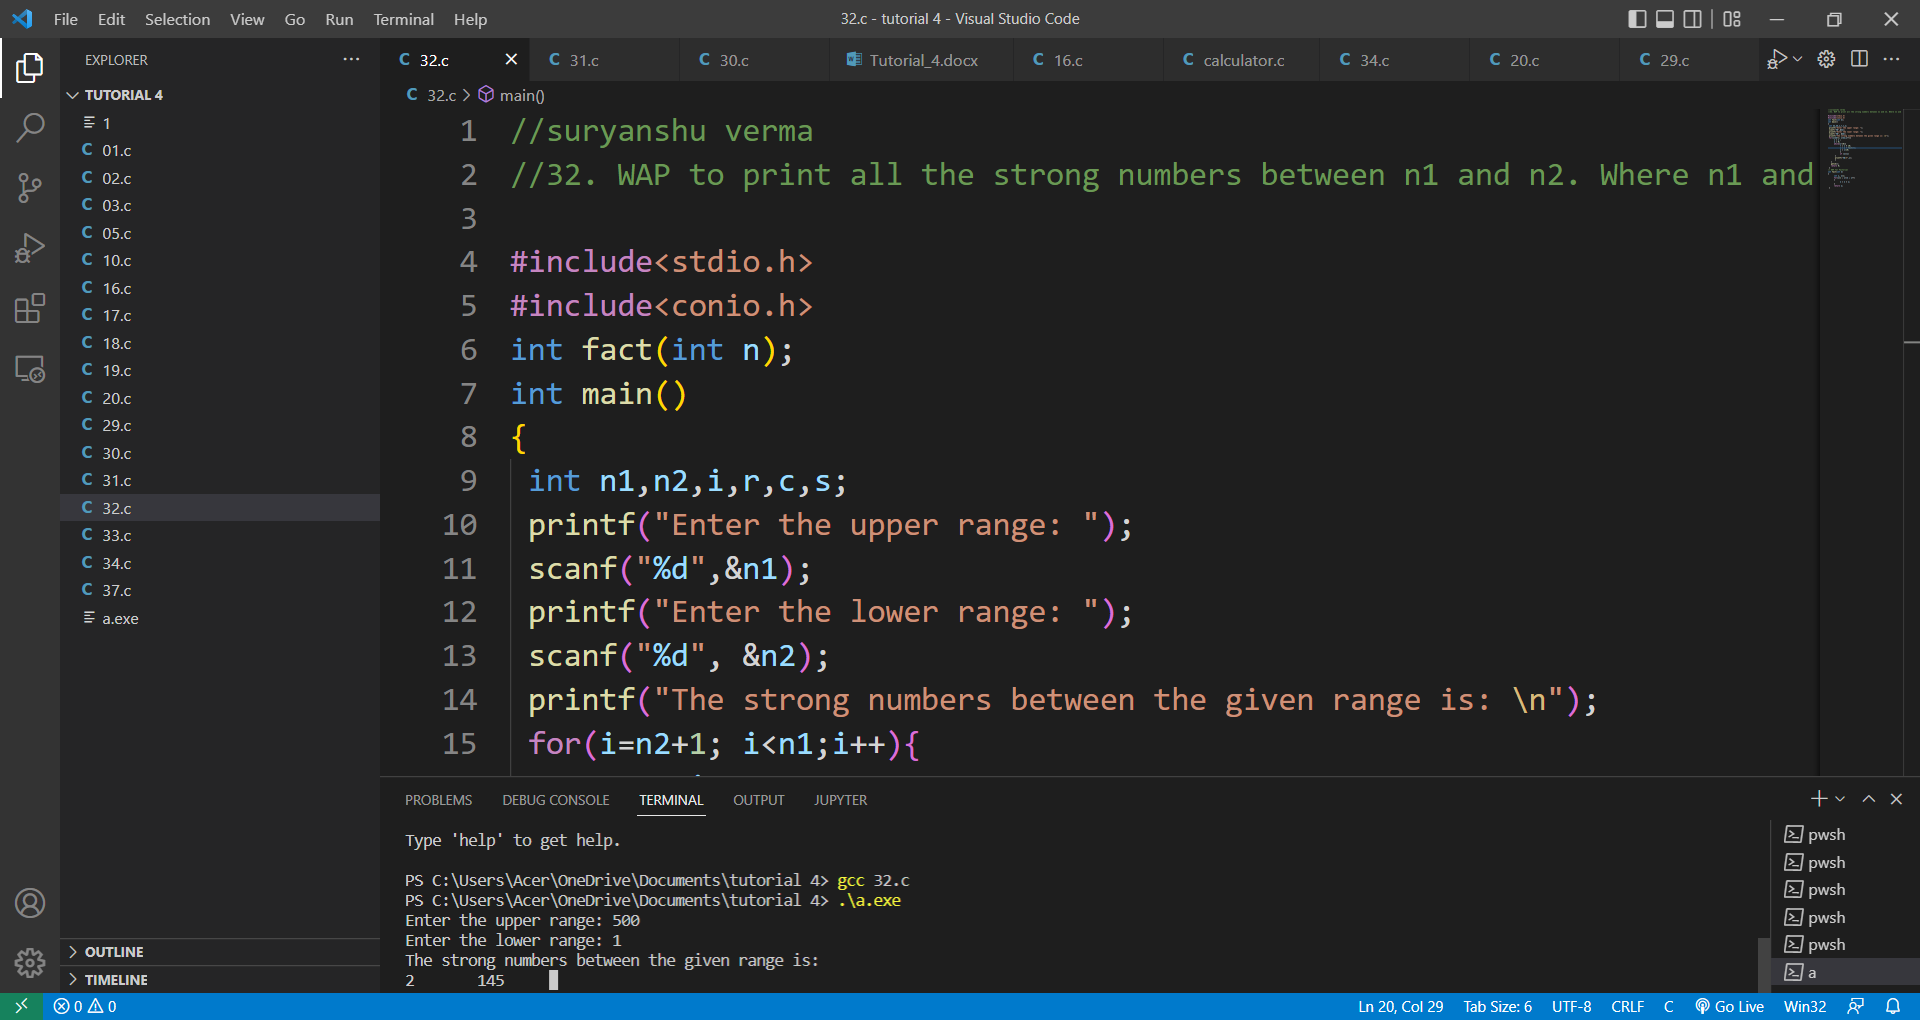 File Edit Selection View Go Run Terminal Help
32.c - tutorial 4 - Visual Studio Code
EXPLORER
TUTORIAL 4
1
C 01.c
C 02.c
C 03.c
C 05.c
C 10.c
C 16.c
C 17.c
C 18.c
C 19.c
C 20.c
C 29.c
C 30.c
C 31.c
C 32.c
C 33.c
C 34.c
C 37.c
a.exe
OUTLINE
TIMELINE
C 32.c C 31.c C 30.c Tutorial_4.docx C 16.c C calculator.c C 34.c C 20.c C 29.c
C 32.c > main()
1 //suryanshu verma
2 //32. WAP to print all the strong numbers between n1 and n2. Where n1 and
3
4 #include<stdio.h>
5 #include<conio.h>
6 int fact(int n);
7 int main()
8 {
9 int n1,n2,i,r,c,s;
10 printf("Enter the upper range: ");
11 scanf("%d",&n1);
12 printf("Enter the lower range: ");
13 scanf("%d", &n2);
14 printf("The strong numbers between the given range is: \n");
15 for(i=n2+1; i<n1;i++){
PROBLEMS DEBUG CONSOLE TERMINAL OUTPUT JUPYTER
Type 'help' to get help.
PS C:\Users\Acer\OneDrive\Documents\tutorial 4> gcc 32.c
PS C:\Users\Acer\OneDrive\Documents\tutorial 4> .\a.exe
Enter the upper range: 500
Enter the lower range: 1
The strong numbers between the given range is:
2 145
pwsh
pwsh
pwsh
pwsh
pwsh
a
0 0
Ln 20, Col 29 Tab Size: 6 UTF-8 CRLF C Go Live Win32